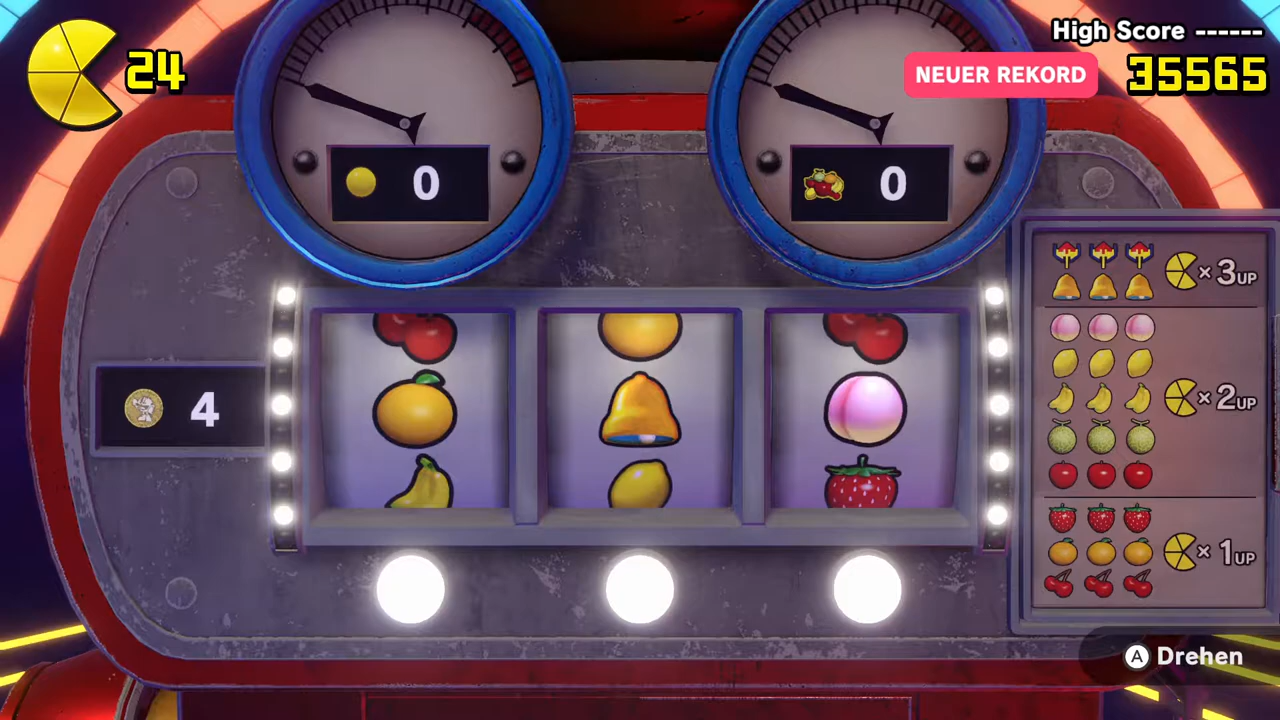 24
High Score ------
NEUER REKORD
35565
0
0
4
× 3UP
× 2UP
× 1UP
A Drehen